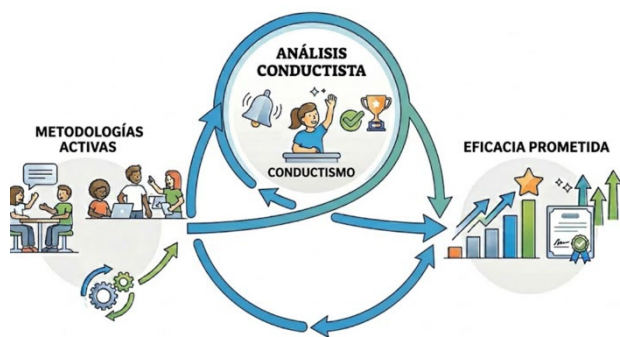 ANÁLISIS
CONDUCTISTA
CONDUCTISMO
METODOLOGÍAS
ACTIVAS
EFICACIA PROMETIDA